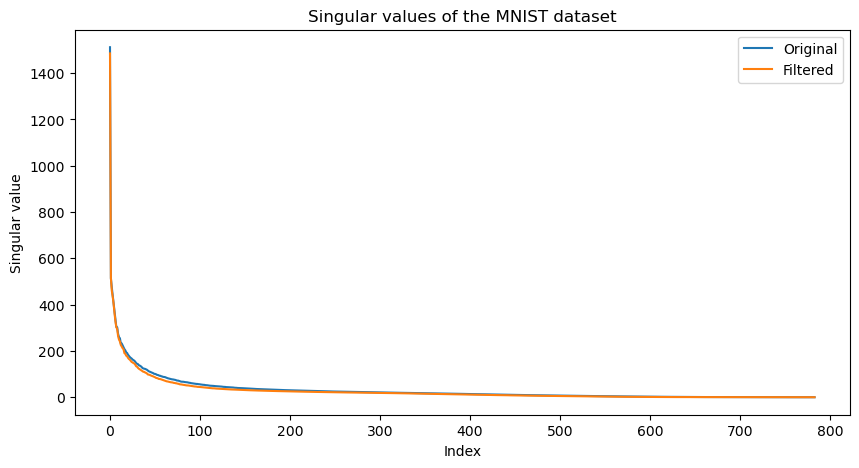 Singular values of the MNIST dataset
Original
Filtered
1400
1200
1000
800
600
400
200
0
Singular value
0 100 200 300 400 500 600 700 800
Index